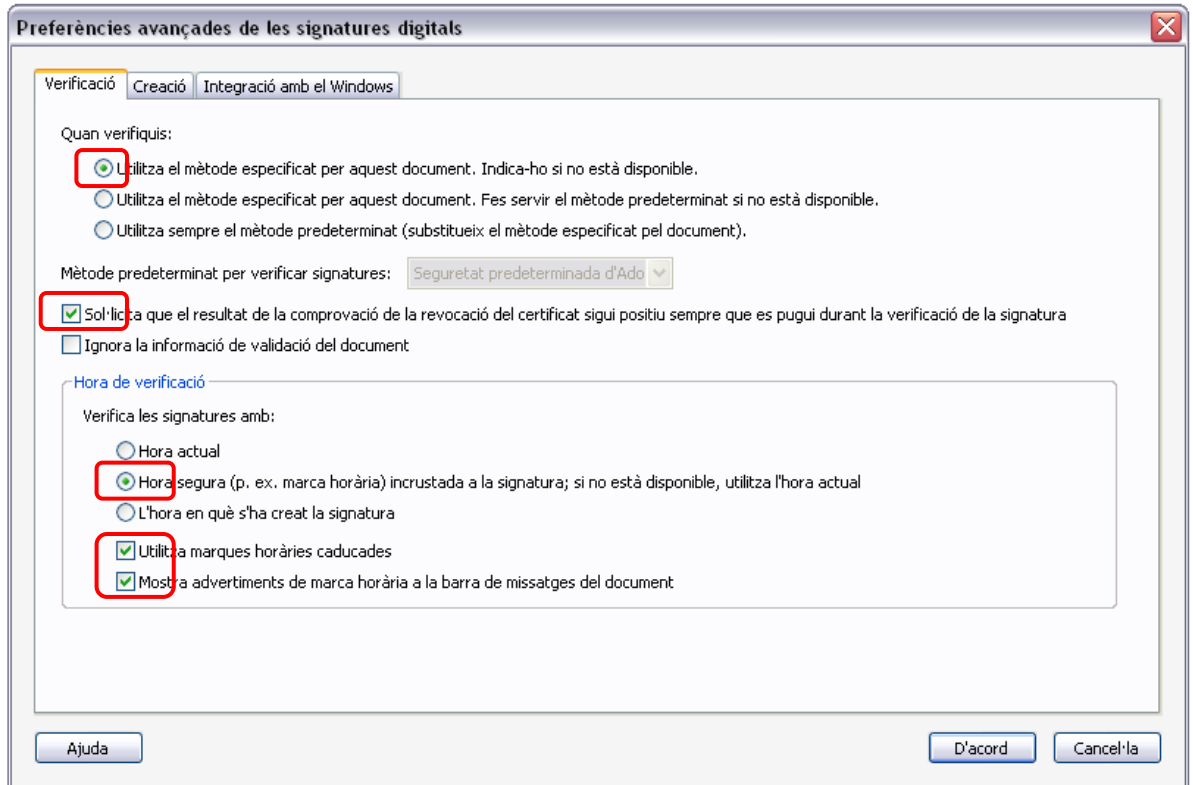 Preferències avançades de les signatures digitals
Verificació Creació Integració amb el Windows
Quan verifiquis:
Utilitza el mètode especificat per aquest document. Indica-ho si no està disponible.
Utilitza el mètode especificat per aquest document. Fes servir el mètode predeterminat si no està disponible.
Utilitza sempre el mètode predeterminat (substitueix el mètode especificat pel document).
Mètode predeterminat per verificar signatures: Seguretat predeterminada d'Ado
Sol·licita que el resultat de la comprovació de la revocació del certificat sigui positiu sempre que es pugui durant la verificació de la signatura
Ignora la informació de validació del document
Hora de verificació
Verifica les signatures amb:
Hora actual
Hora segura (p. ex. marca horària) incrustada a la signatura; si no està disponible, utilitza l'hora actual
L'hora en què s'ha creat la signatura
Utilitza marques horàries caducades
Mostra advertiments de marca horària a la barra de missatges del document
Ajuda D'acord Cancel·la